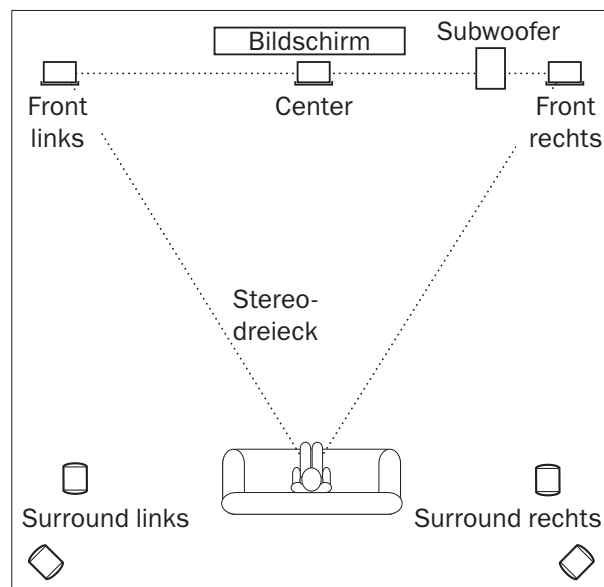 Bildschirm
Subwoofer
Front
links
Center
Front
rechts
Stereo-
dreieck
Surround links
Surround rechts